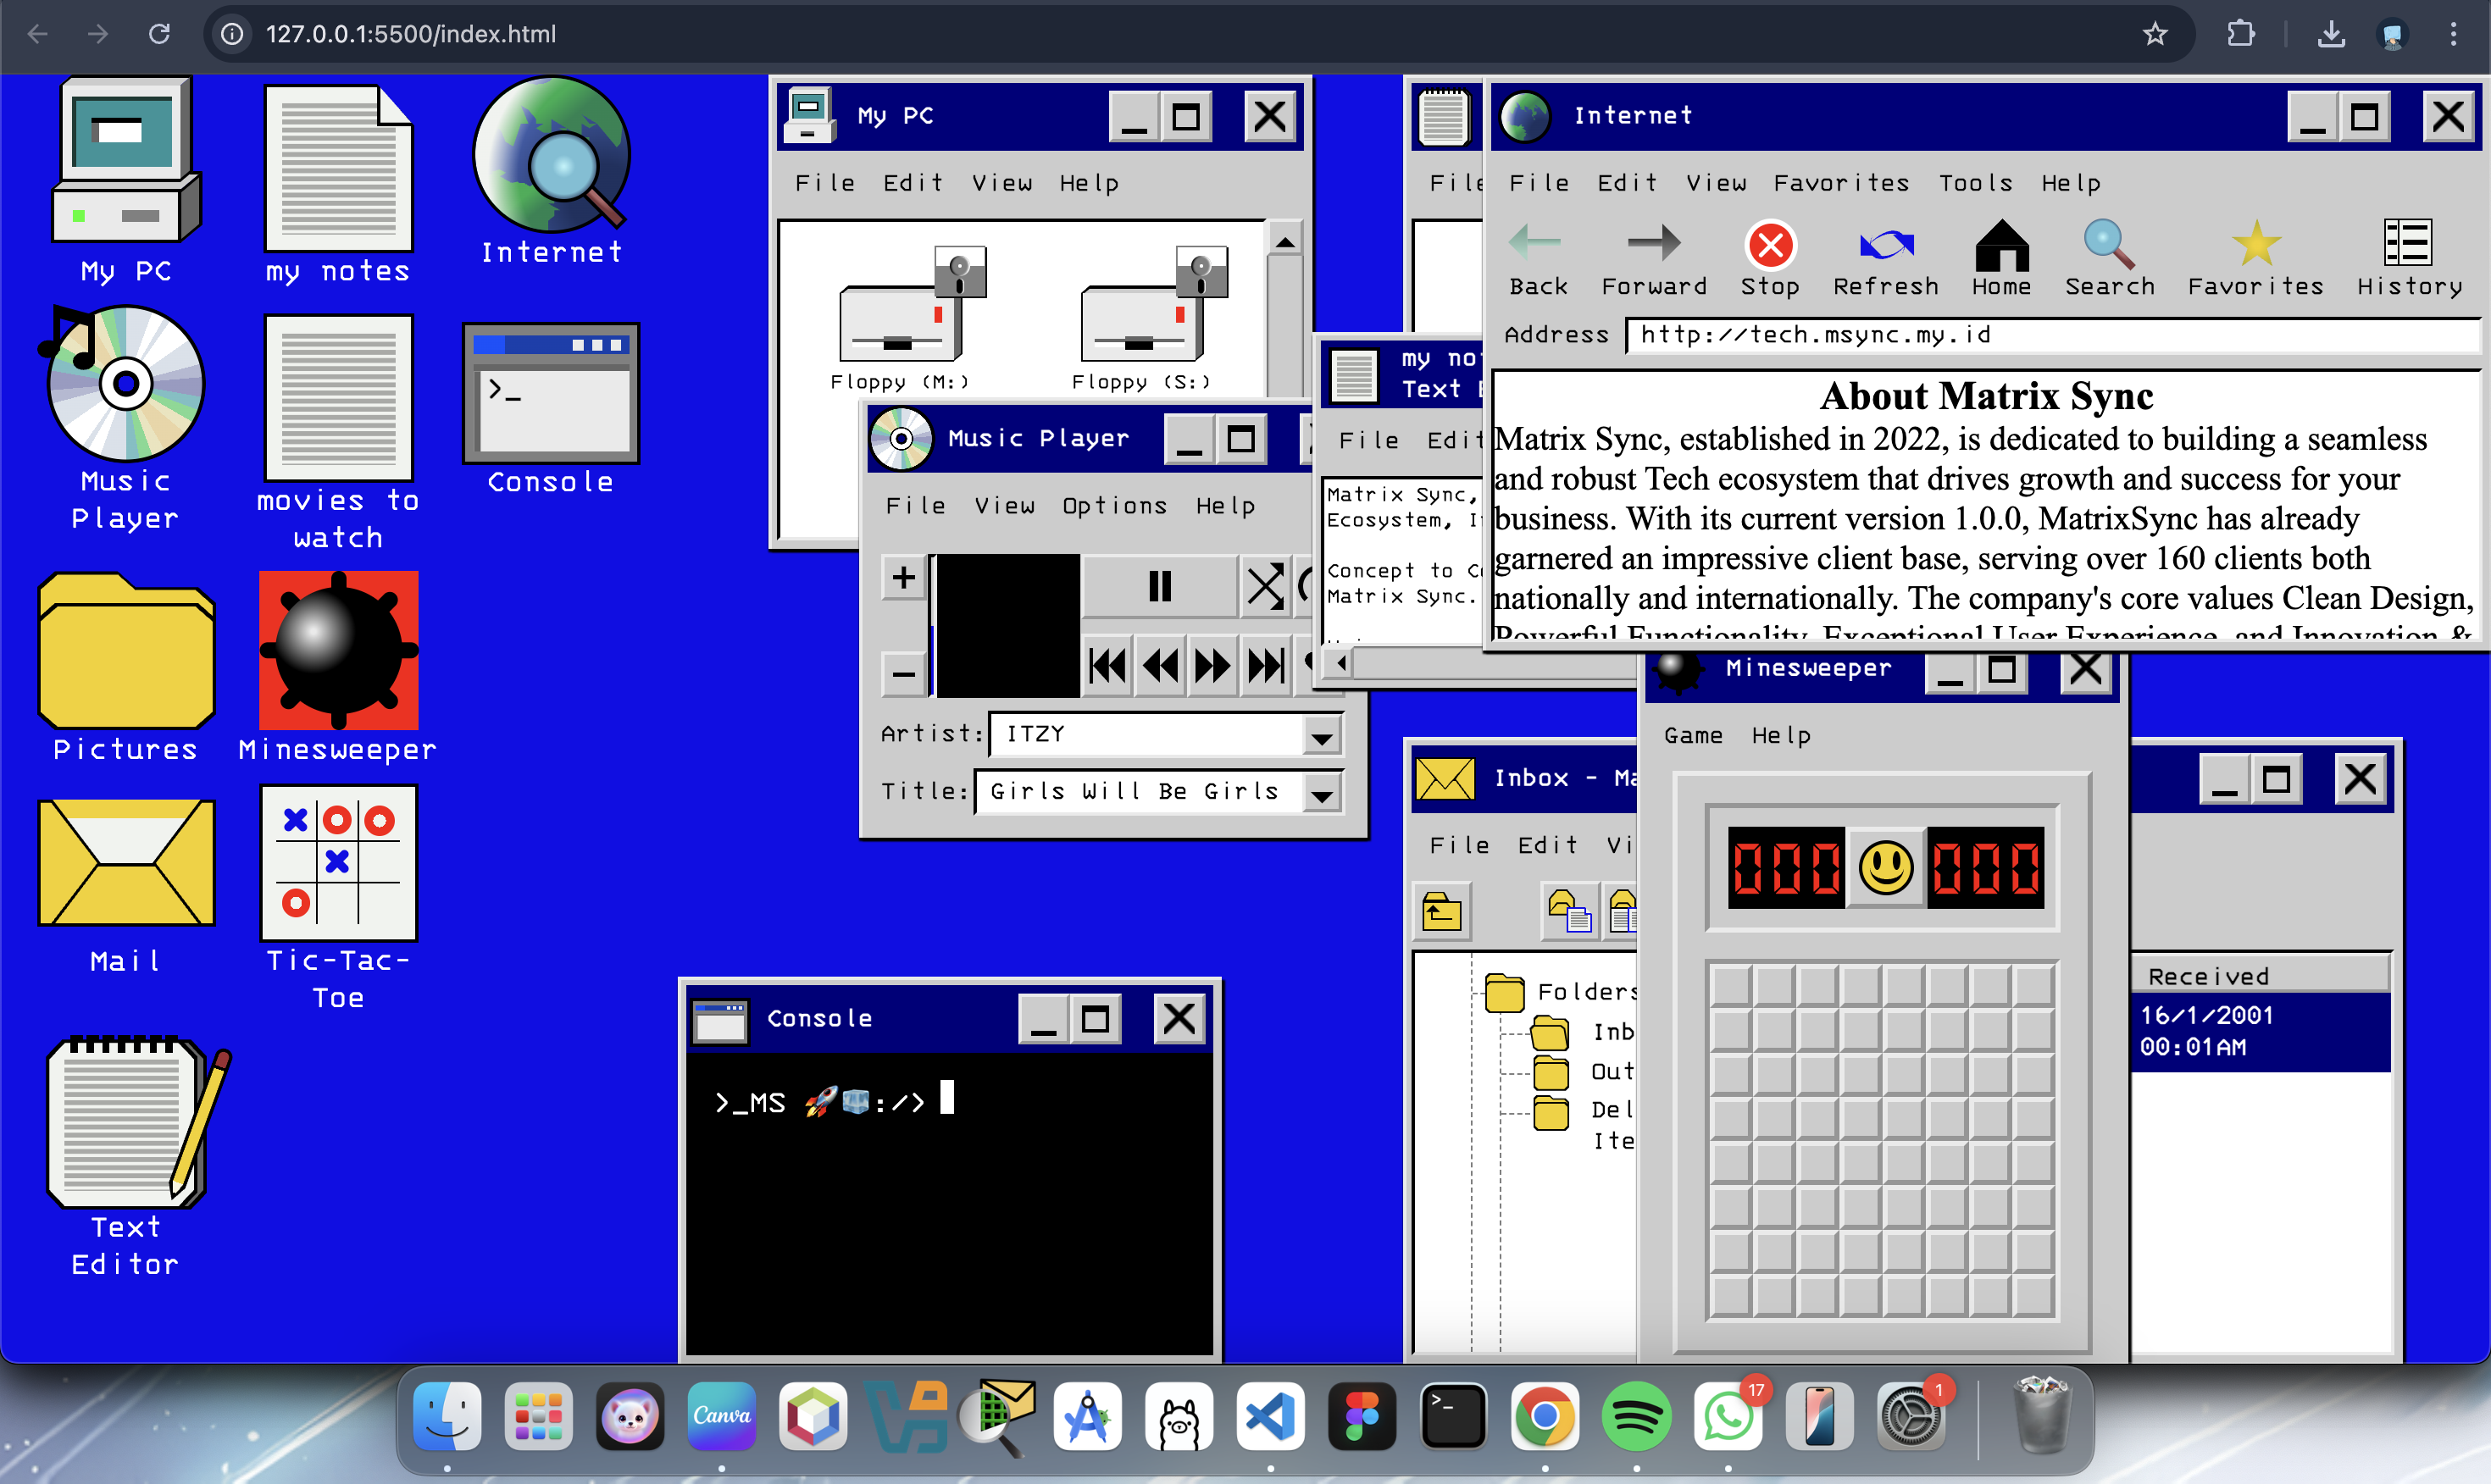 127.0.0.1:5500/index.html
My PC
my notes
Internet
Music
Player
movies to
watch
Console
>_
Pictures
Minesweeper
Mail
Tic-Tac-
Toe
Text
Editor
My PC
File Edit View Help
Floppy (M:) Floppy (S:)
Music Player
File View Options Help
+
−
Artist: ITZY
Title: Girls Will Be Girls
Console
>_MS 🚀🧊:/>
File
my no
Text
File Edit
Matrix Sync,
Ecosystem, I
Concept to C
Matrix Sync.
Internet
File Edit View Favorites Tools Help
Back Forward Stop Refresh Home Search Favorites History
Address http://tech.msync.my.id
About Matrix Sync
Matrix Sync, established in 2022, is dedicated to building a seamless
and robust Tech ecosystem that drives growth and success for your
business. With its current version 1.0.0, MatrixSync has already
garnered an impressive client base, serving over 160 clients both
nationally and internationally. The company's core values Clean Design,
Powerful Functionality, Exceptional User Experience, and Innovation &
Minesweeper
Game Help
000 000
Inbox - Ma
File Edit Vi
Folders
Inb
Out
Del
Ite
Received
16/1/2001
00:01AM
Canva
>_
17
1